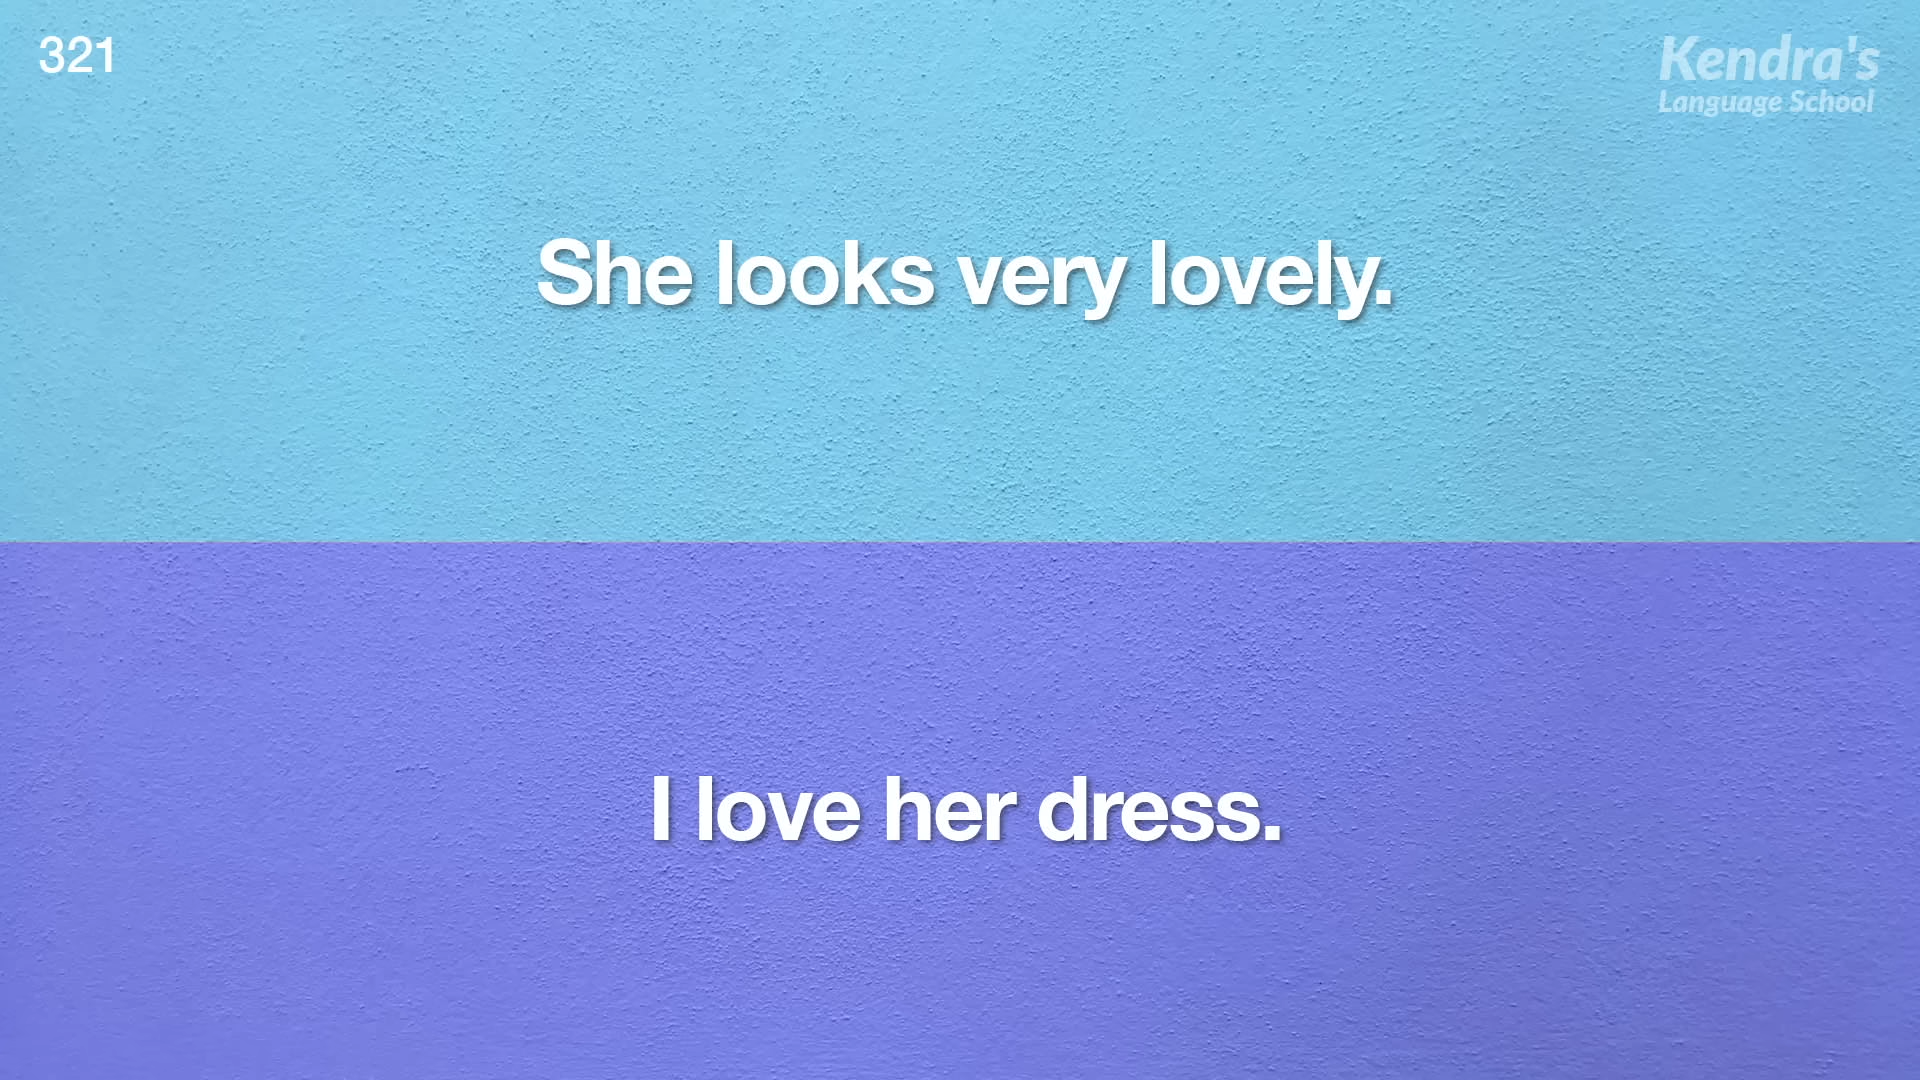 321
Kendra's
Language School
She looks very lovely.
I love her dress.